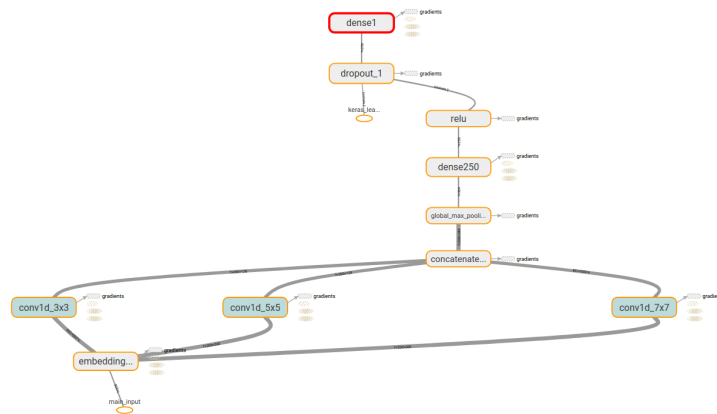 dense1
gradients
dropout_1
gradients
keras_lea...
relu
gradients
dense250
gradients
global_max_pooli...
gradients
concatenate...
gradients
conv1d_3x3
gradients
conv1d_5x5
gradients
conv1d_7x7
gradie
embedding...
gradients
main_input